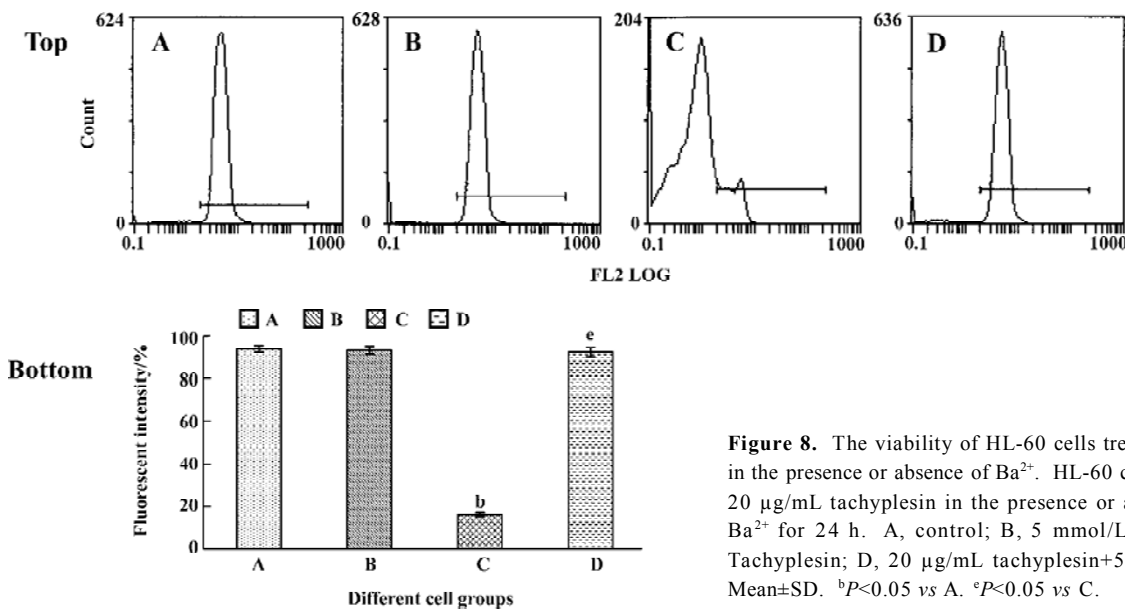 Top
624
A
628
B
204
C
636
D
Count
0
0
0
0
0.1 1000
0.1 1000
0.1 1000
0.1 1000
FL2 LOG
Bottom
A B C D
Fluorescent intensity/%
100
80
60
40
20
0
b
e
A B C D
Different cell groups
Figure 8. The viability of HL-60 cells tre
in the presence or absence of Ba²⁺. HL-60 c
20 µg/mL tachyplesin in the presence or a
Ba²⁺ for 24 h. A, control; B, 5 mmol/L
Tachyplesin; D, 20 µg/mL tachyplesin+5
Mean±SD. ᵇP<0.05 vs A. ᵉP<0.05 vs C.